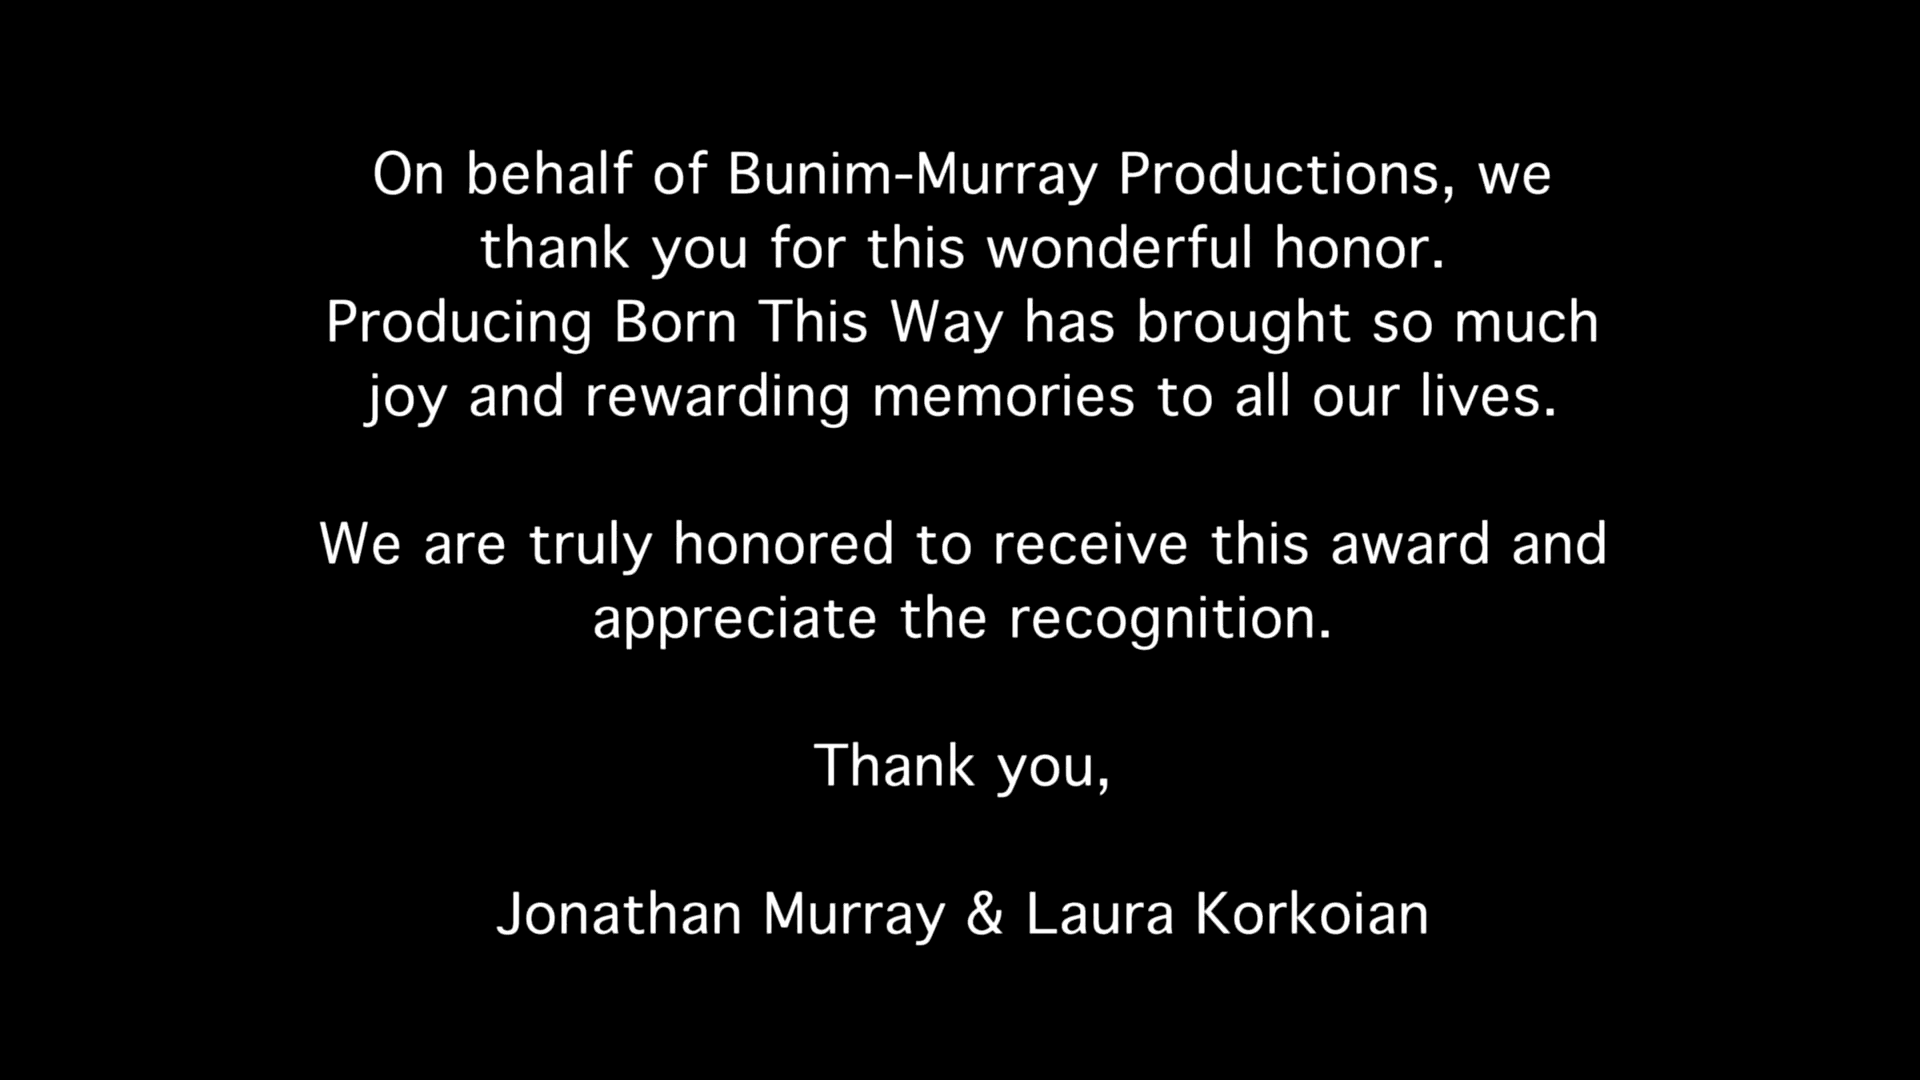 On behalf of Bunim-Murray Productions, we
thank you for this wonderful honor.
Producing Born This Way has brought so much
joy and rewarding memories to all our lives.
We are truly honored to receive this award and
appreciate the recognition.
Thank you,
Jonathan Murray & Laura Korkoian